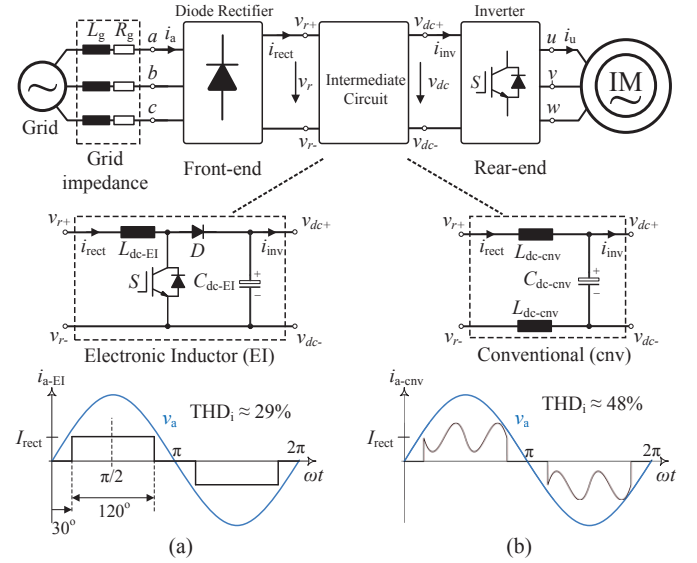 Diode Rectifier
Inverter
L_g R_g a i_a
i_rect v_r+ v_dc+ i_inv
u i_u
b
v_r
Intermediate
Circuit
v_dc
S
v
IM
c
w
Grid
v_r- v_dc-
Grid
impedance
Front-end
Rear-end
v_r+ v_dc+
i_rect L_dc-EI D i_inv
S C_dc-EI + −
v_r- v_dc-
Electronic Inductor (EI)
v_r+ v_dc+
i_rect L_dc-cnv i_inv
C_dc-cnv + −
L_dc-cnv
v_r- v_dc-
Conventional (cnv)
i_a-EI
v_a THD_i ≈ 29%
I_rect
π 2π
π/2 ωt
120°
30°
(a)
i_a-cnv
v_a THD_i ≈ 48%
I_rect
π 2π
ωt
(b)